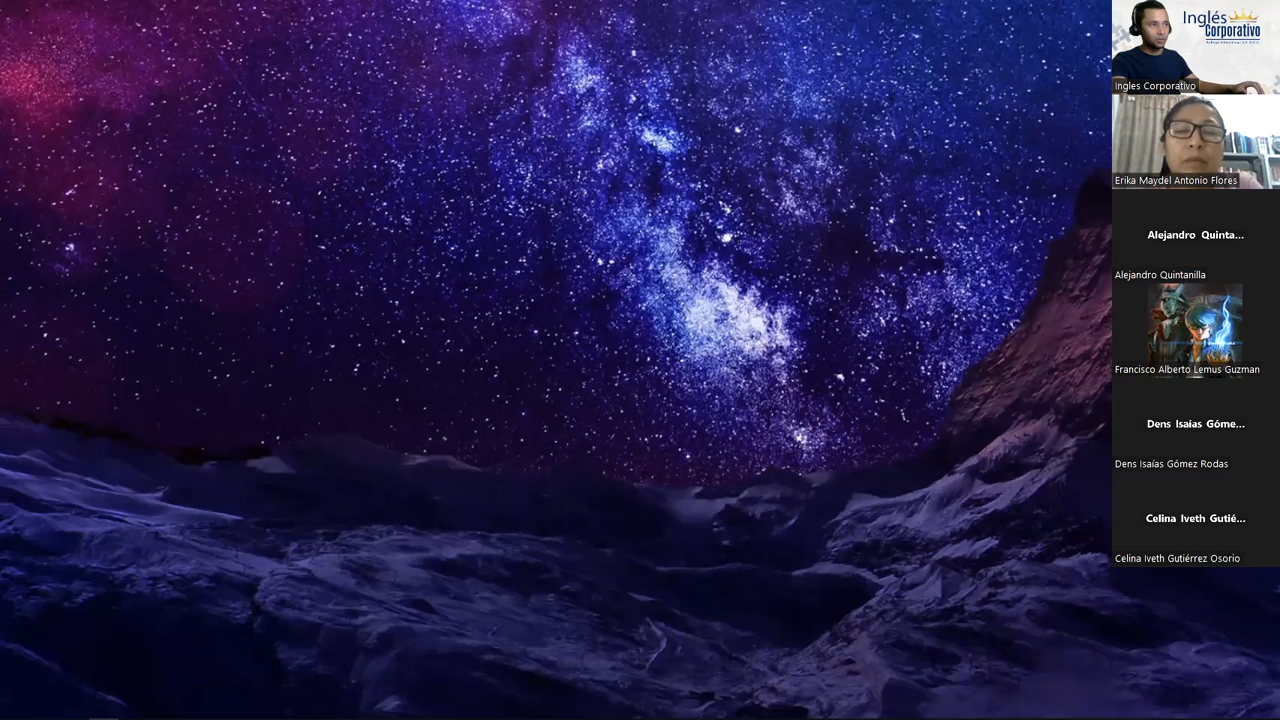 Inglés
Corporativo
Ingles Corporativo
Erika Maydel Antonio Flores
Alejandro Quinta...
Alejandro Quintanilla
Francisco Alberto Lemus Guzman
Dens Isaías Góme...
Dens Isaías Gómez Rodas
Celina Iveth Gutié...
Celina Iveth Gutiérrez Osorio